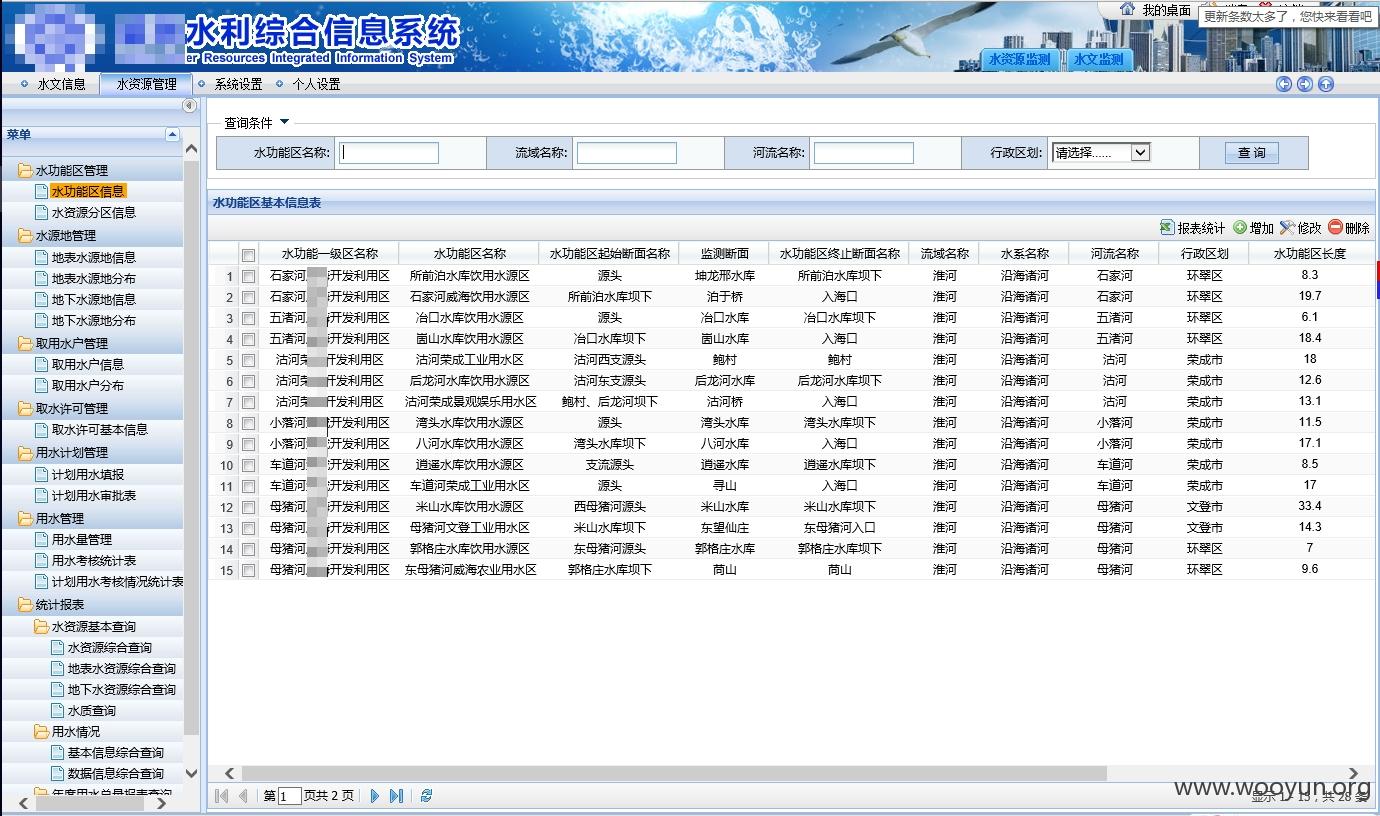 水利综合信息系统
er Resources Integrated Information System
我的桌面
更新条数太多了，您快来看看吧
水资源监测 水文监测
水文信息 水资源管理 系统设置 个人设置
菜单
水功能区管理
水功能区信息
水资源分区信息
水源地管理
地表水源地信息
地表水源地分布
地下水源地信息
地下水源地分布
取用水户管理
取用水户信息
取用水户分布
取水许可管理
取水许可基本信息
用水计划管理
计划用水填报
计划用水审批表
用水管理
用水量管理
用水考核统计表
计划用水考核情况统计表
统计报表
水资源基本查询
水资源综合查询
地表水资源综合查询
地下水资源综合查询
水质查询
用水情况
基本信息综合查询
数据信息综合查询
年度用水总量报表查询
查询条件
水功能区名称: 流域名称: 河流名称: 行政区划: 请选择...... 查 询
水功能区基本信息表
报表统计 增加 修改 删除
水功能一级区名称 水功能区名称 水功能区起始断面名称 监测断面 水功能区终止断面名称 流域名称 水系名称 河流名称 行政区划 水功能区长度
1 石家河 开发利用区 所前泊水库饮用水源区 源头 坤龙邢水库 所前泊水库坝下 淮河 沿海诸河 石家河 环翠区 8.3
2 石家河 开发利用区 石家河威海饮用水源区 所前泊水库坝下 泊于桥 入海口 淮河 沿海诸河 石家河 环翠区 19.7
3 五渚河 开发利用区 冶口水库饮用水源区 源头 冶口水库 冶口水库坝下 淮河 沿海诸河 五渚河 环翠区 6.1
4 五渚河 开发利用区 崮山水库饮用水源区 冶口水库坝下 崮山水库 入海口 淮河 沿海诸河 五渚河 环翠区 18.4
5 沽河荣 开发利用区 沽河荣成工业用水区 沽河西支源头 鲍村 鲍村 淮河 沿海诸河 沽河 荣成市 18
6 沽河荣 开发利用区 后龙河水库饮用水源区 沽河东支源头 后龙河水库 后龙河水库坝下 淮河 沿海诸河 沽河 荣成市 12.6
7 沽河荣 开发利用区 沽河荣成景观娱乐用水区 鲍村、后龙河坝下 沽河桥 入海口 淮河 沿海诸河 沽河 荣成市 13.1
8 小落河 开发利用区 湾头水库饮用水源区 源头 湾头水库 湾头水库坝下 淮河 沿海诸河 小落河 荣成市 11.5
9 小落河 开发利用区 八河水库饮用水源区 湾头水库坝下 八河水库 入海口 淮河 沿海诸河 小落河 荣成市 17.1
10 车道河 开发利用区 逍遥水库饮用水源区 支流源头 逍遥水库 逍遥水库坝下 淮河 沿海诸河 车道河 荣成市 8.5
11 车道河 开发利用区 车道河荣成工业用水区 源头 寻山 入海口 淮河 沿海诸河 车道河 荣成市 17
12 母猪河 开发利用区 米山水库饮用水源区 西母猪河源头 米山水库 米山水库坝下 淮河 沿海诸河 母猪河 文登市 33.4
13 母猪河 开发利用区 母猪河文登工业用水区 米山水库坝下 东望仙庄 东母猪河入口 淮河 沿海诸河 母猪河 文登市 14.3
14 母猪河 开发利用区 郭格庄水库饮用水源区 东母猪河源头 郭格庄水库 郭格庄水库坝下 淮河 沿海诸河 母猪河 环翠区 7
15 母猪河 开发利用区 东母猪河威海农业用水区 郭格庄水库坝下 茼山 茼山 淮河 沿海诸河 母猪河 环翠区 9.6
第 1 页共 2 页
显示 1 - 15，共 28 条
www.wooyun.org